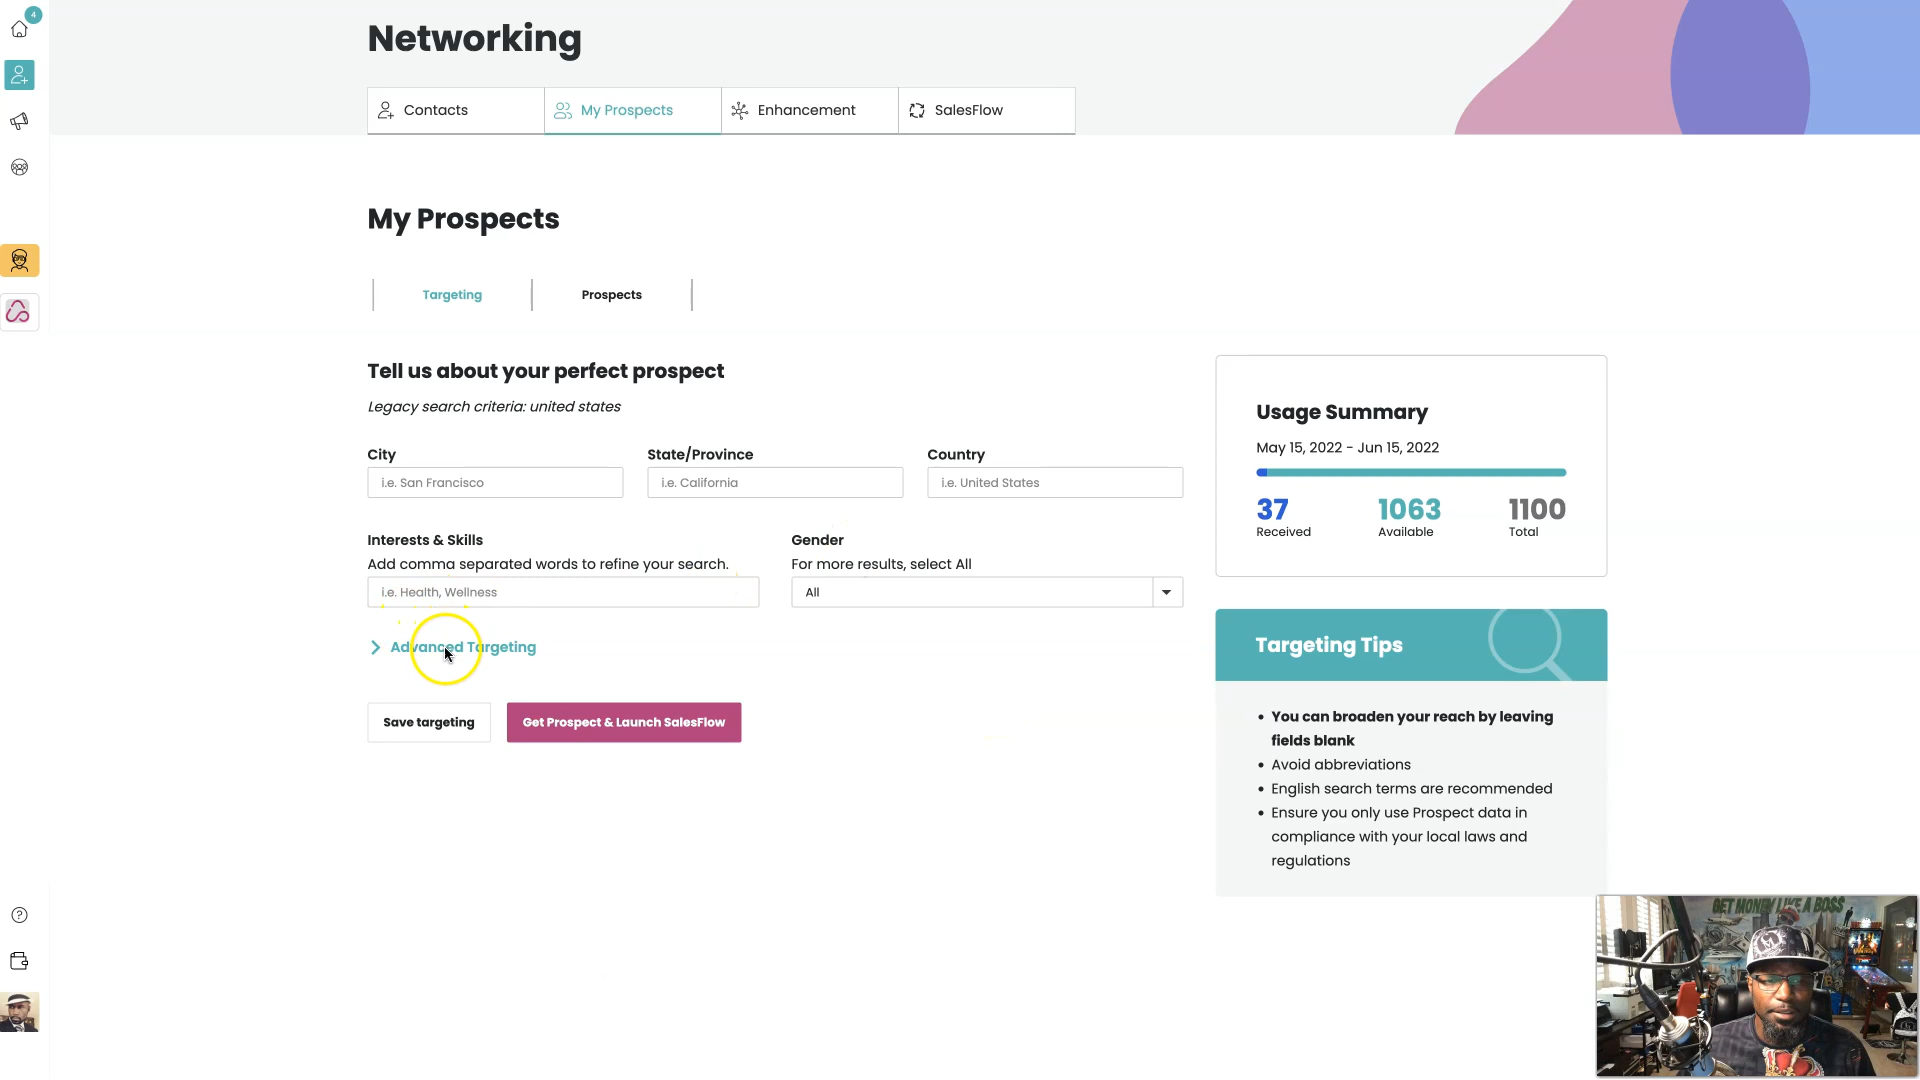 4
Networking
Contacts
My Prospects
Enhancement
SalesFlow
My Prospects
Targeting
Prospects
Tell us about your perfect prospect
Legacy search criteria: united states
City
State/Province
Country
i.e. San Francisco
i.e. California
i.e. United States
Interests & Skills
Add comma separated words to refine your search.
i.e. Health, Wellness
Gender
For more results, select All
All
Advanced Targeting
Save targeting
Get Prospect & Launch SalesFlow
Usage Summary
May 15, 2022 - Jun 15, 2022
37
1063
1100
Received
Available
Total
Targeting Tips
• You can broaden your reach by leaving
fields blank
• Avoid abbreviations
• English search terms are recommended
• Ensure you only use Prospect data in
compliance with your local laws and
regulations
GET MONEY LIKE A BOSS